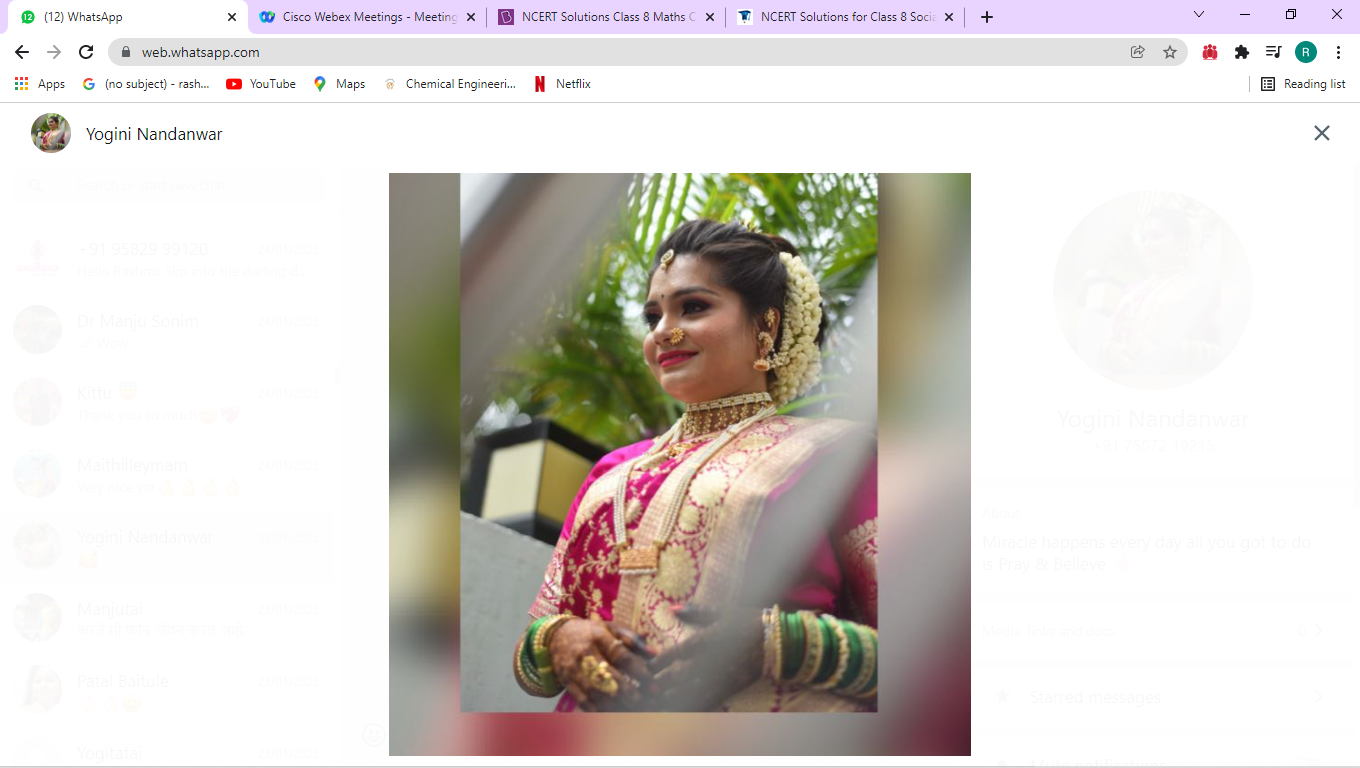 (12) WhatsApp
Cisco Webex Meetings - Meeting
NCERT Solutions Class 8 Maths C
NCERT Solutions for Class 8 Socia
web.whatsapp.com
R
Apps
(no subject) - rash...
YouTube
Maps
Chemical Engineeri...
Netflix
Reading list
Yogini Nandanwar
+91 95829 99120
Dr Manju Sonim
Kittu
Thank you so much
Maithilleymam
Very nice
Yogini Nandanwar
Manjutai
Patal Baitule
Yogitatai
Yogini Nandanwar
About
Miracle happens every day all you got to do
is Pray & Believe
Media, links and docs
Starred messages
Mute notifications